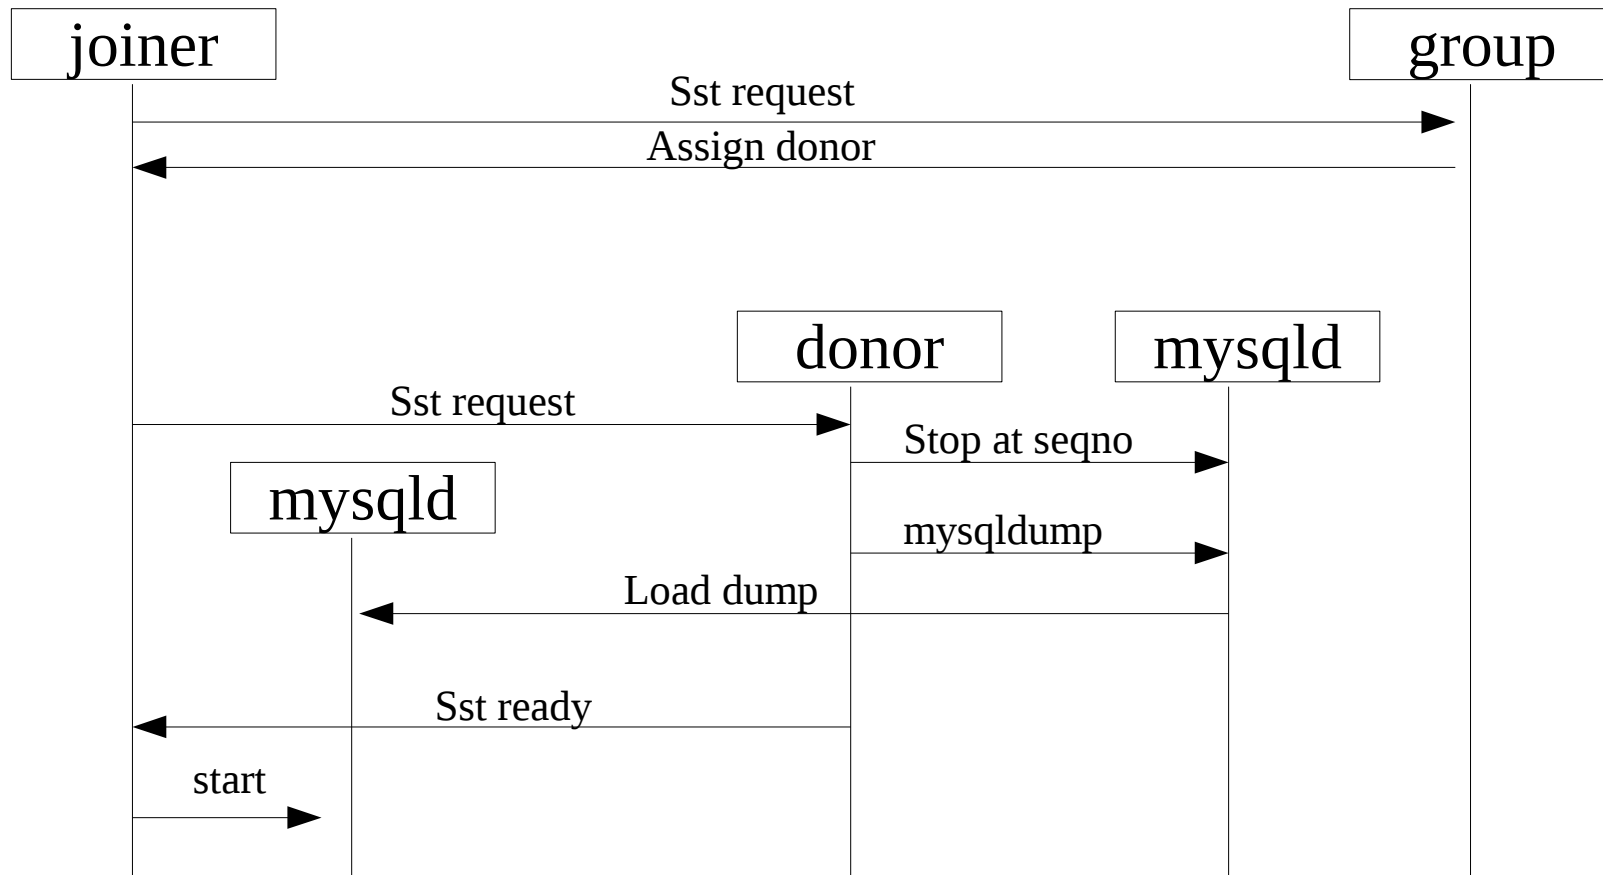 joiner
group
Sst request
Assign donor
donor
mysqld
Sst request
Stop at seqno
mysqld
mysqldump
Load dump
Sst ready
start